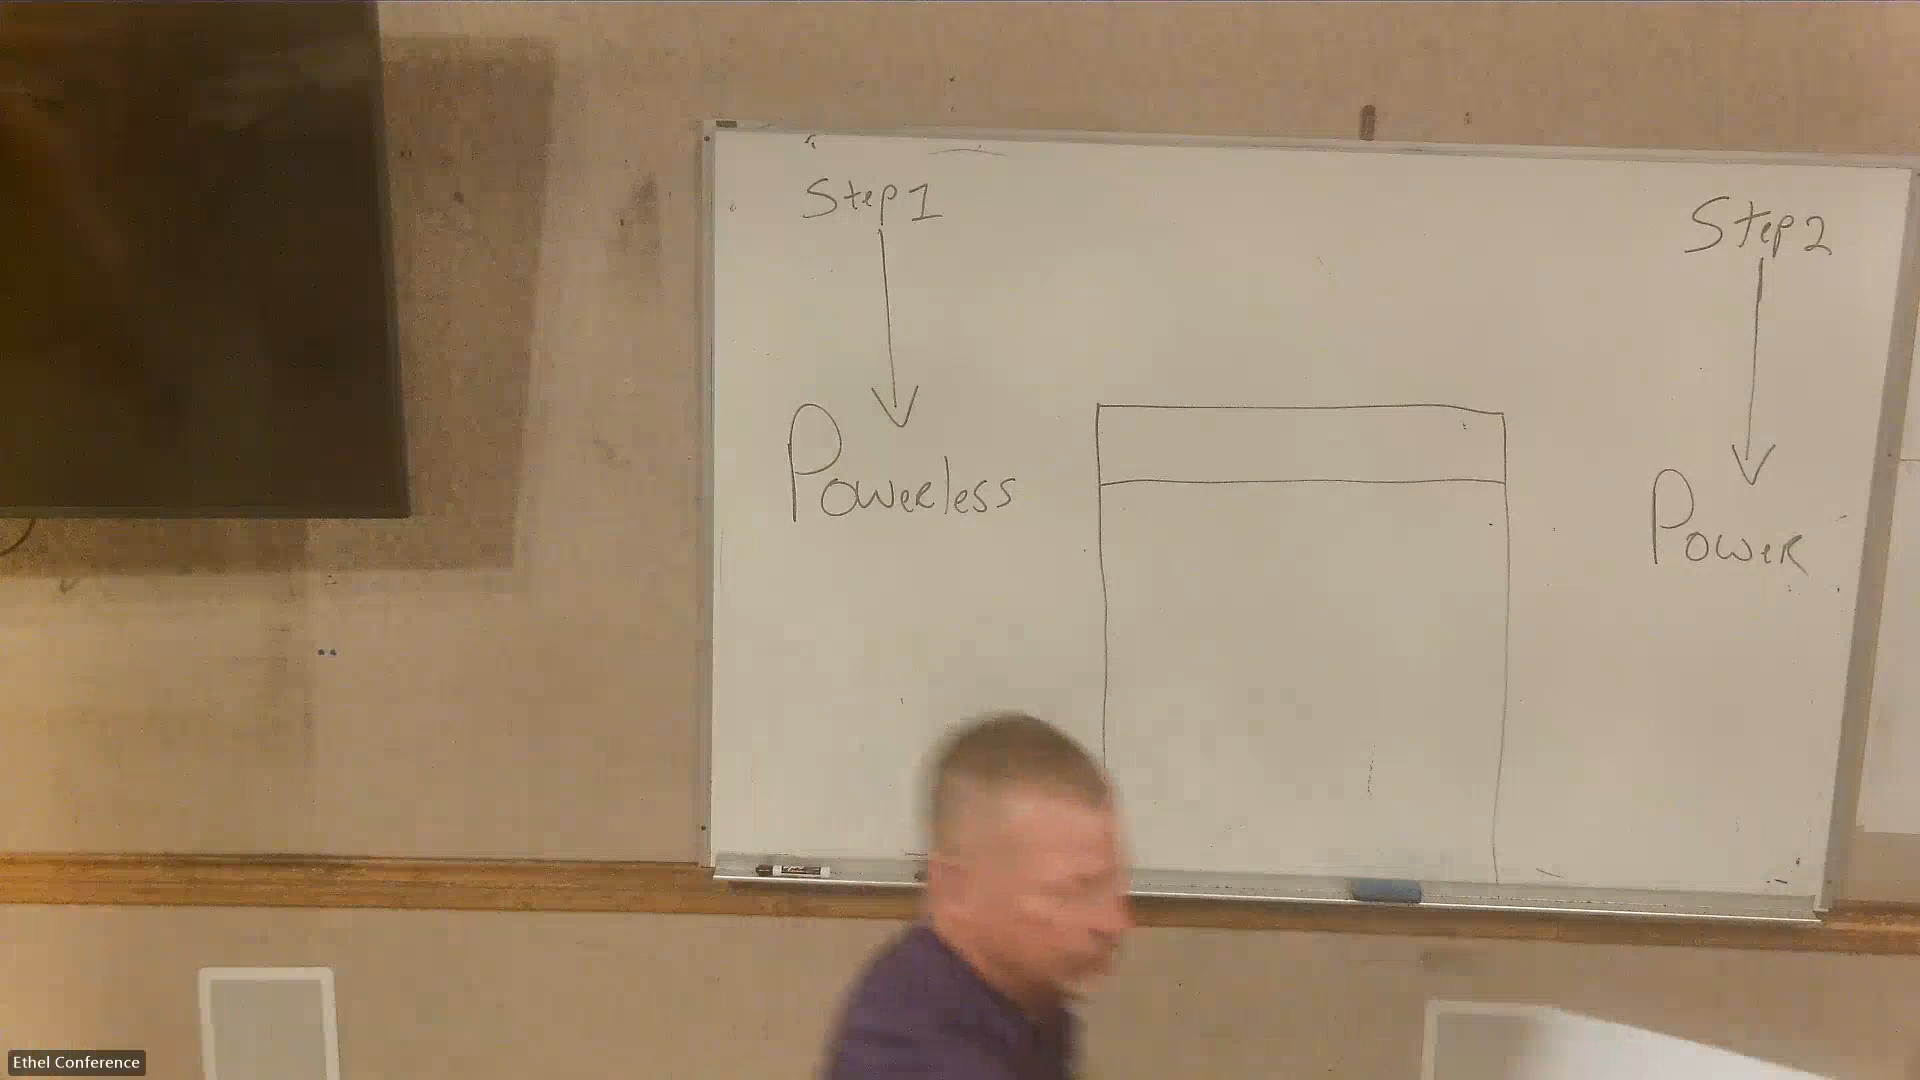 Step 1
Step 2
Powerless
Power
Ethel Conference